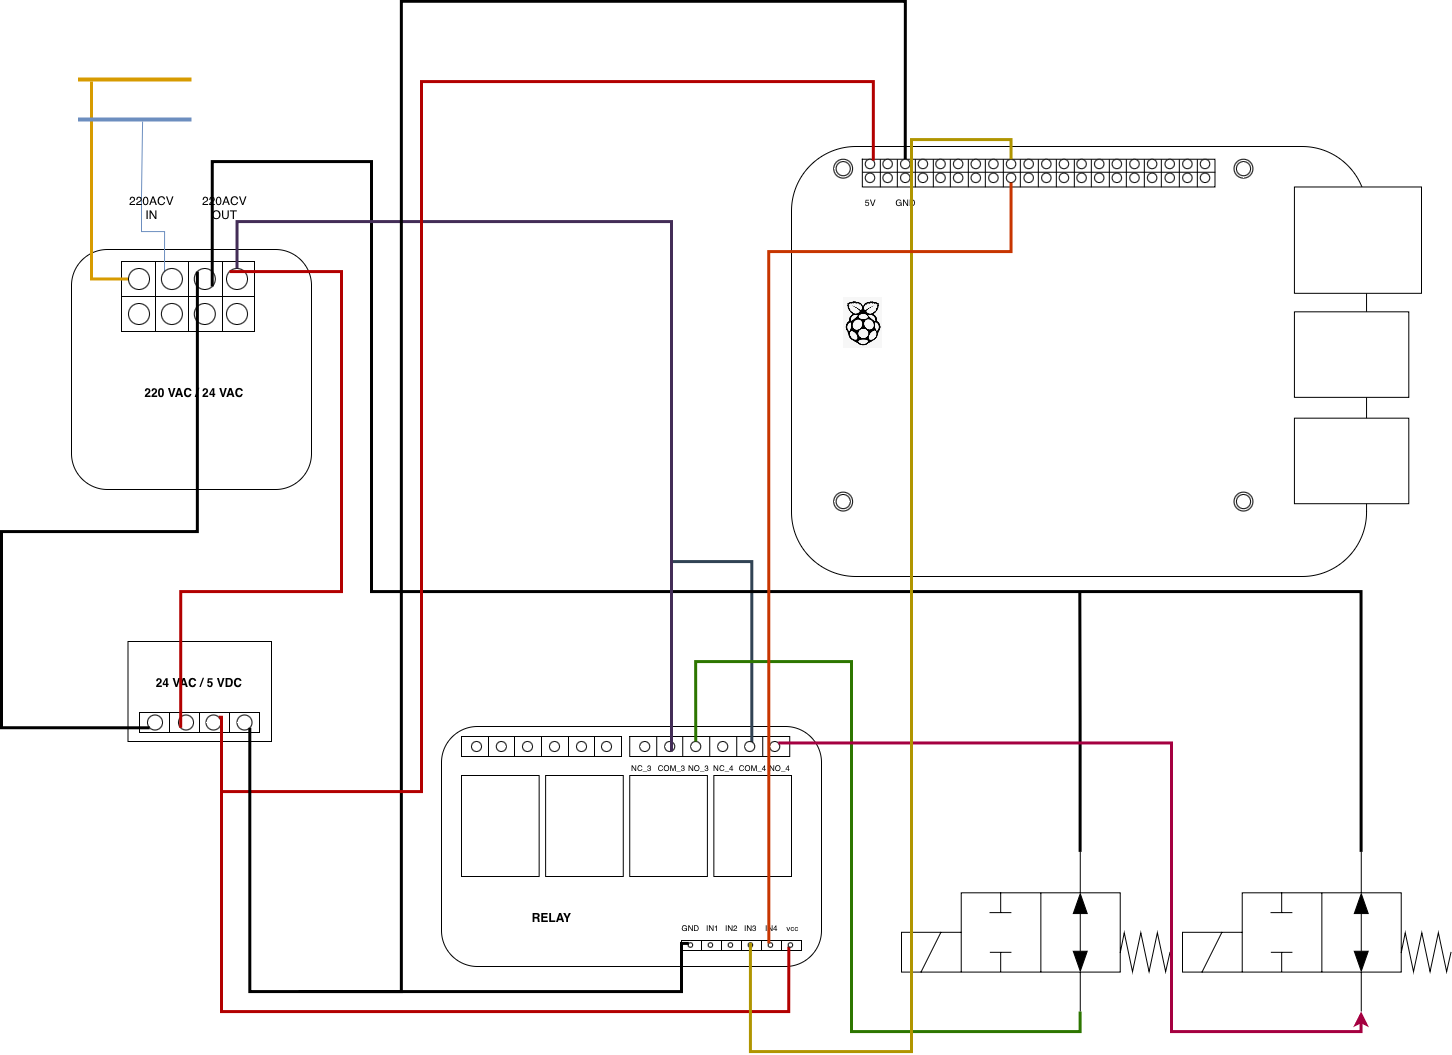 220ACV
IN
220ACV
OUT
5V
GND
220 VAC / 24 VAC
24 VAC / 5 VDC
NC_3
COM_3
NO_3
NC_4
COM_4
NO_4
RELAY
GND
IN1
IN2
IN3
IN4
vcc